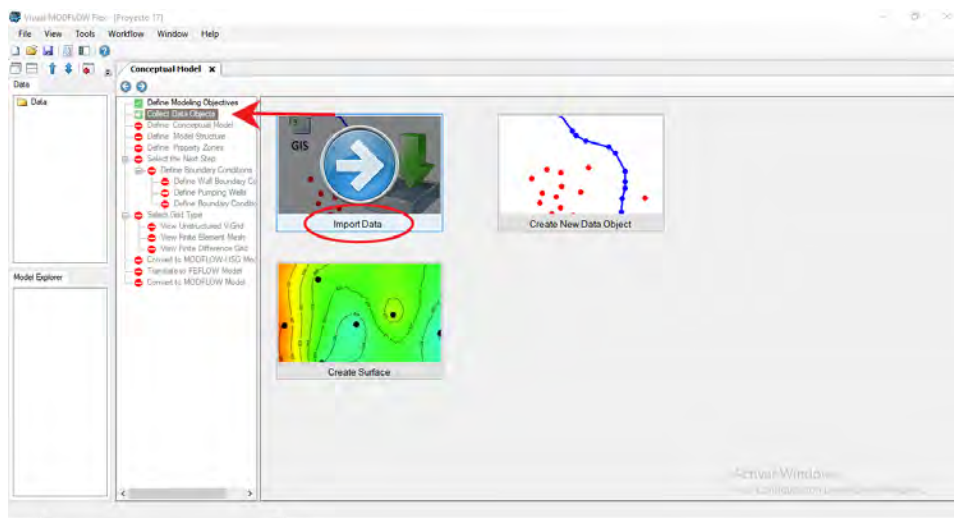 Visual MODFLOW Flex - [Proyecto 17]
File View Tools Workflow Window Help
Conceptual Model x
Data
Data
Define Modeling Objectives
Collect Data Objects
Define Conceptual Model
Define Model Structure
Define Property Zones
Select the Next Step
Define Boundary Conditions
Define Wall Boundary Co
Define Pumping Wells
Define Boundary Conditio
Select Grid Type
View Unstructured V-Grid
View Finite Element Mesh
View Finite Difference Grid
Convert to MODFLOW-USG Mo
Translate to FEFLOW Model
Convert to MODFLOW Model
GIS
Import Data
Create New Data Object
Create Surface
Model Explorer
Activar Windows